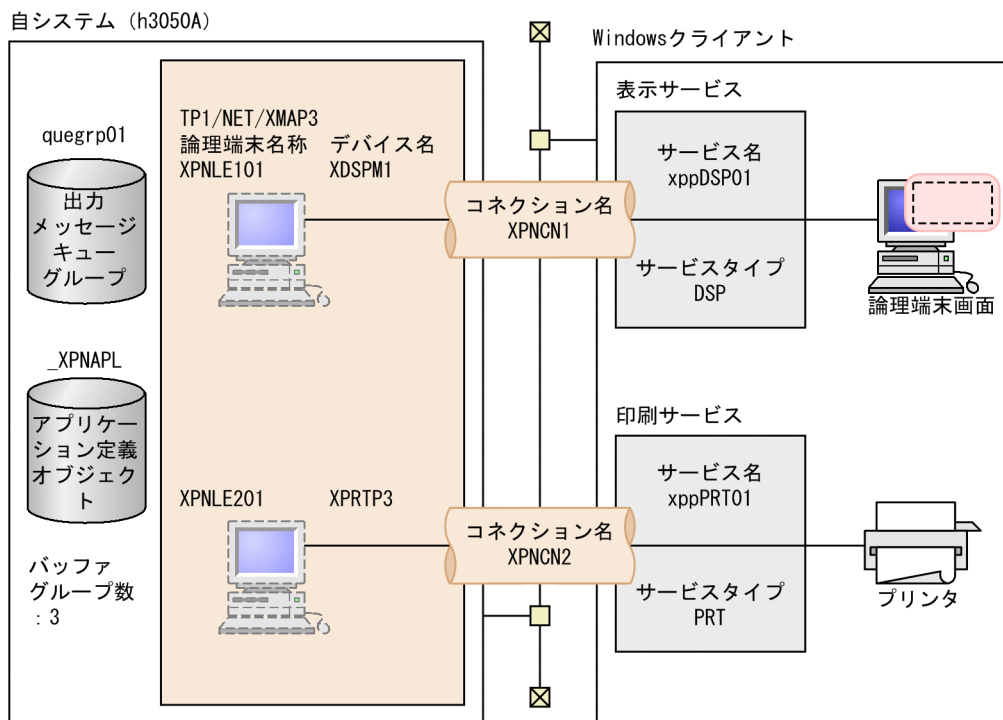 自システム（h3050A）
quegrp01
出力
メッセージ
キュー
グループ
_XPNAPL
アプリケー
ション定義
オブジェク
ト
バッファ
グループ数
：3
TP1/NET/XMAP3
論理端末名称 デバイス名
XPNLE101 XDSPM1
XPNLE201 XPRTP3
コネクション名
XPNCN1
コネクション名
XPNCN2
Windowsクライアント
表示サービス
サービス名
xppDSP01
サービスタイプ
DSP
論理端末画面
印刷サービス
サービス名
xppPRT01
サービスタイプ
PRT
プリンタ